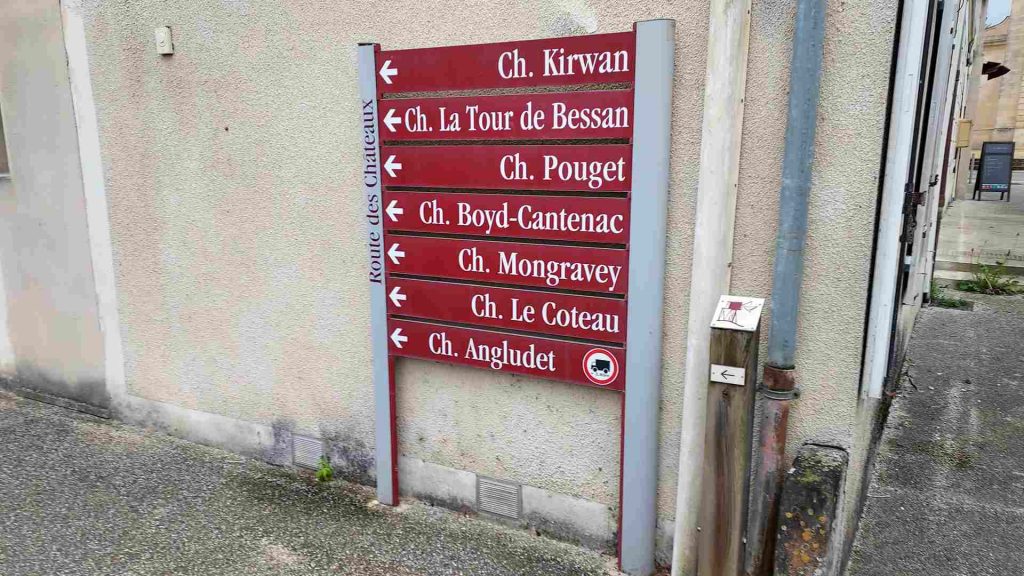 Route des Chateaux
Ch. Kirwan
Ch. La Tour de Bessan
Ch. Pouget
Ch. Boyd-Cantenac
Ch. Mongravey
Ch. Le Coteau
Ch. Angludet